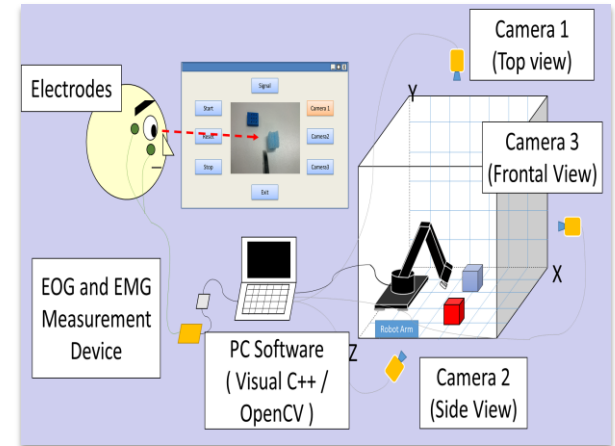 Camera 1
(Top view)
Electrodes
Signal
Start
Camera 1
Reset
Camera2
Stop
Camera3
Exit
Y
Camera 3
(Frontal View)
X
EOG and EMG
Measurement
Device
PC Software
( Visual C++ /
OpenCV )
Robot Arm
Z
Camera 2
(Side View)